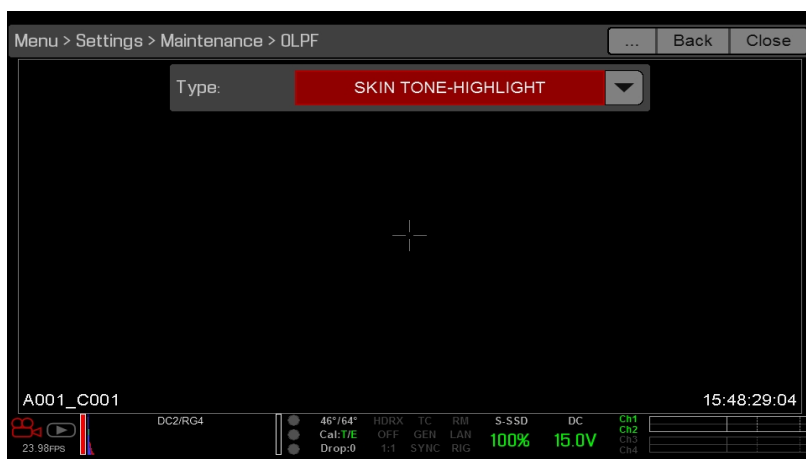 Menu > Settings > Maintenance > OLPF ... Back Close
Type: SKIN TONE-HIGHLIGHT
A001_C001 15:48:29:04
DC2/RG4 46°/64° HDRX TC RM S-SSD DC Ch1
Cal:T/E OFF GEN LAN 100% 15.0V Ch2
23.98FPS Drop:0 1:1 SYNC RIG Ch3
Ch4